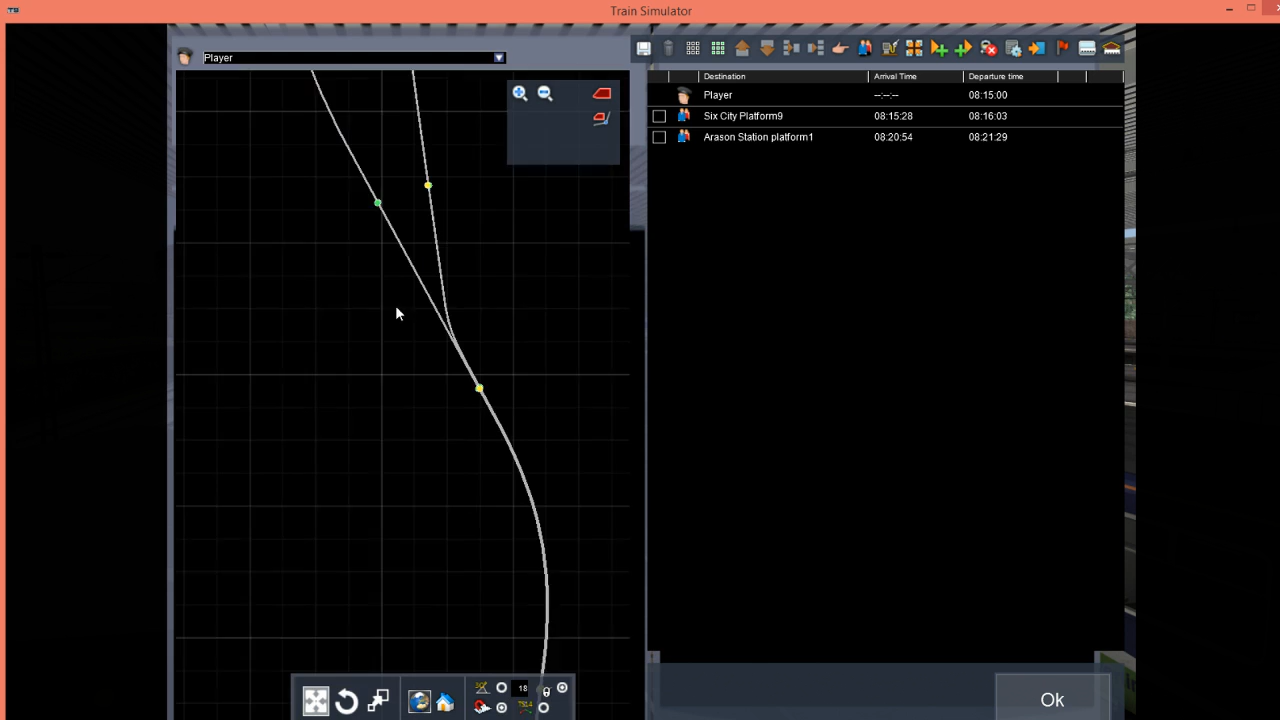 Train Simulator
Player
Destination Arrival Time Departure time
Player --:--:-- 08:15:00
Six City Platform9 08:15:28 08:16:03
Arason Station platform1 08:20:54 08:21:29
18
Ok